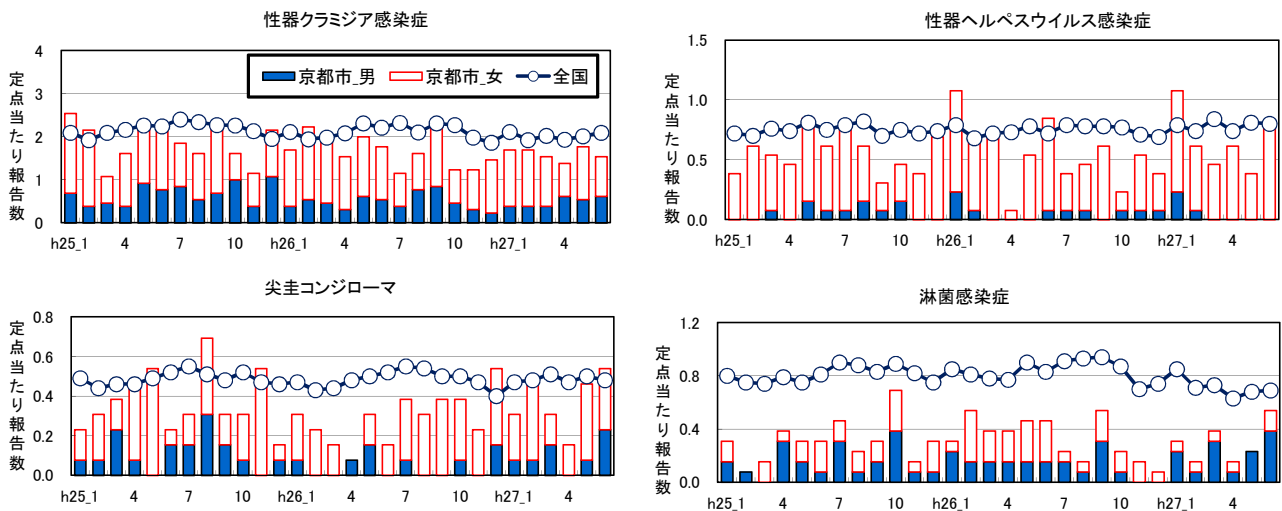 性器クラミジア感染症
定点当たり報告数
4
3
2
1
0
京都市_男
京都市_女
全国
h25_1 4 7 10 h26_1 4 7 10 h27_1 4
性器ヘルペスウイルス感染症
定点当たり報告数
1.5
1.0
0.5
0.0
h25_1 4 7 10 h26_1 4 7 10 h27_1 4
尖圭コンジローマ
定点当たり報告数
0.8
0.6
0.4
0.2
0.0
h25_1 4 7 10 h26_1 4 7 10 h27_1 4
淋菌感染症
定点当たり報告数
1.2
0.8
0.4
0.0
h25_1 4 7 10 h26_1 4 7 10 h27_1 4